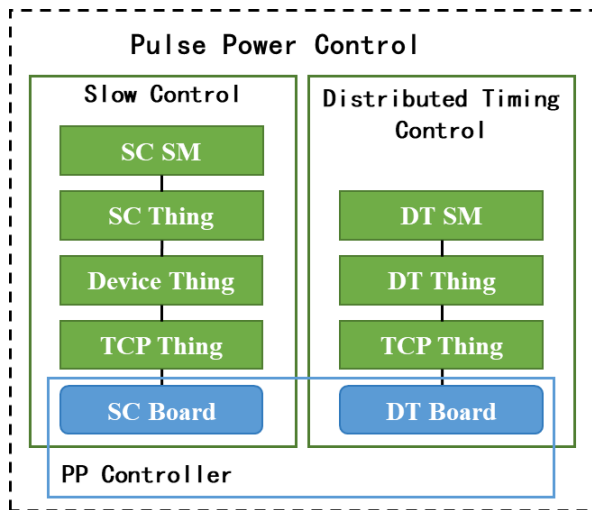 Pulse Power Control
Slow Control
SC SM
SC Thing
Device Thing
TCP Thing
SC Board
Distributed Timing
Control
DT SM
DT Thing
TCP Thing
DT Board
PP Controller